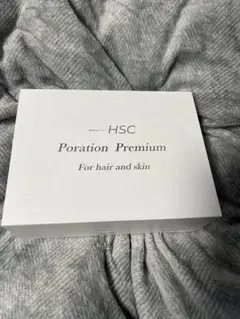 HSC
Poration Premium
For hair and skin